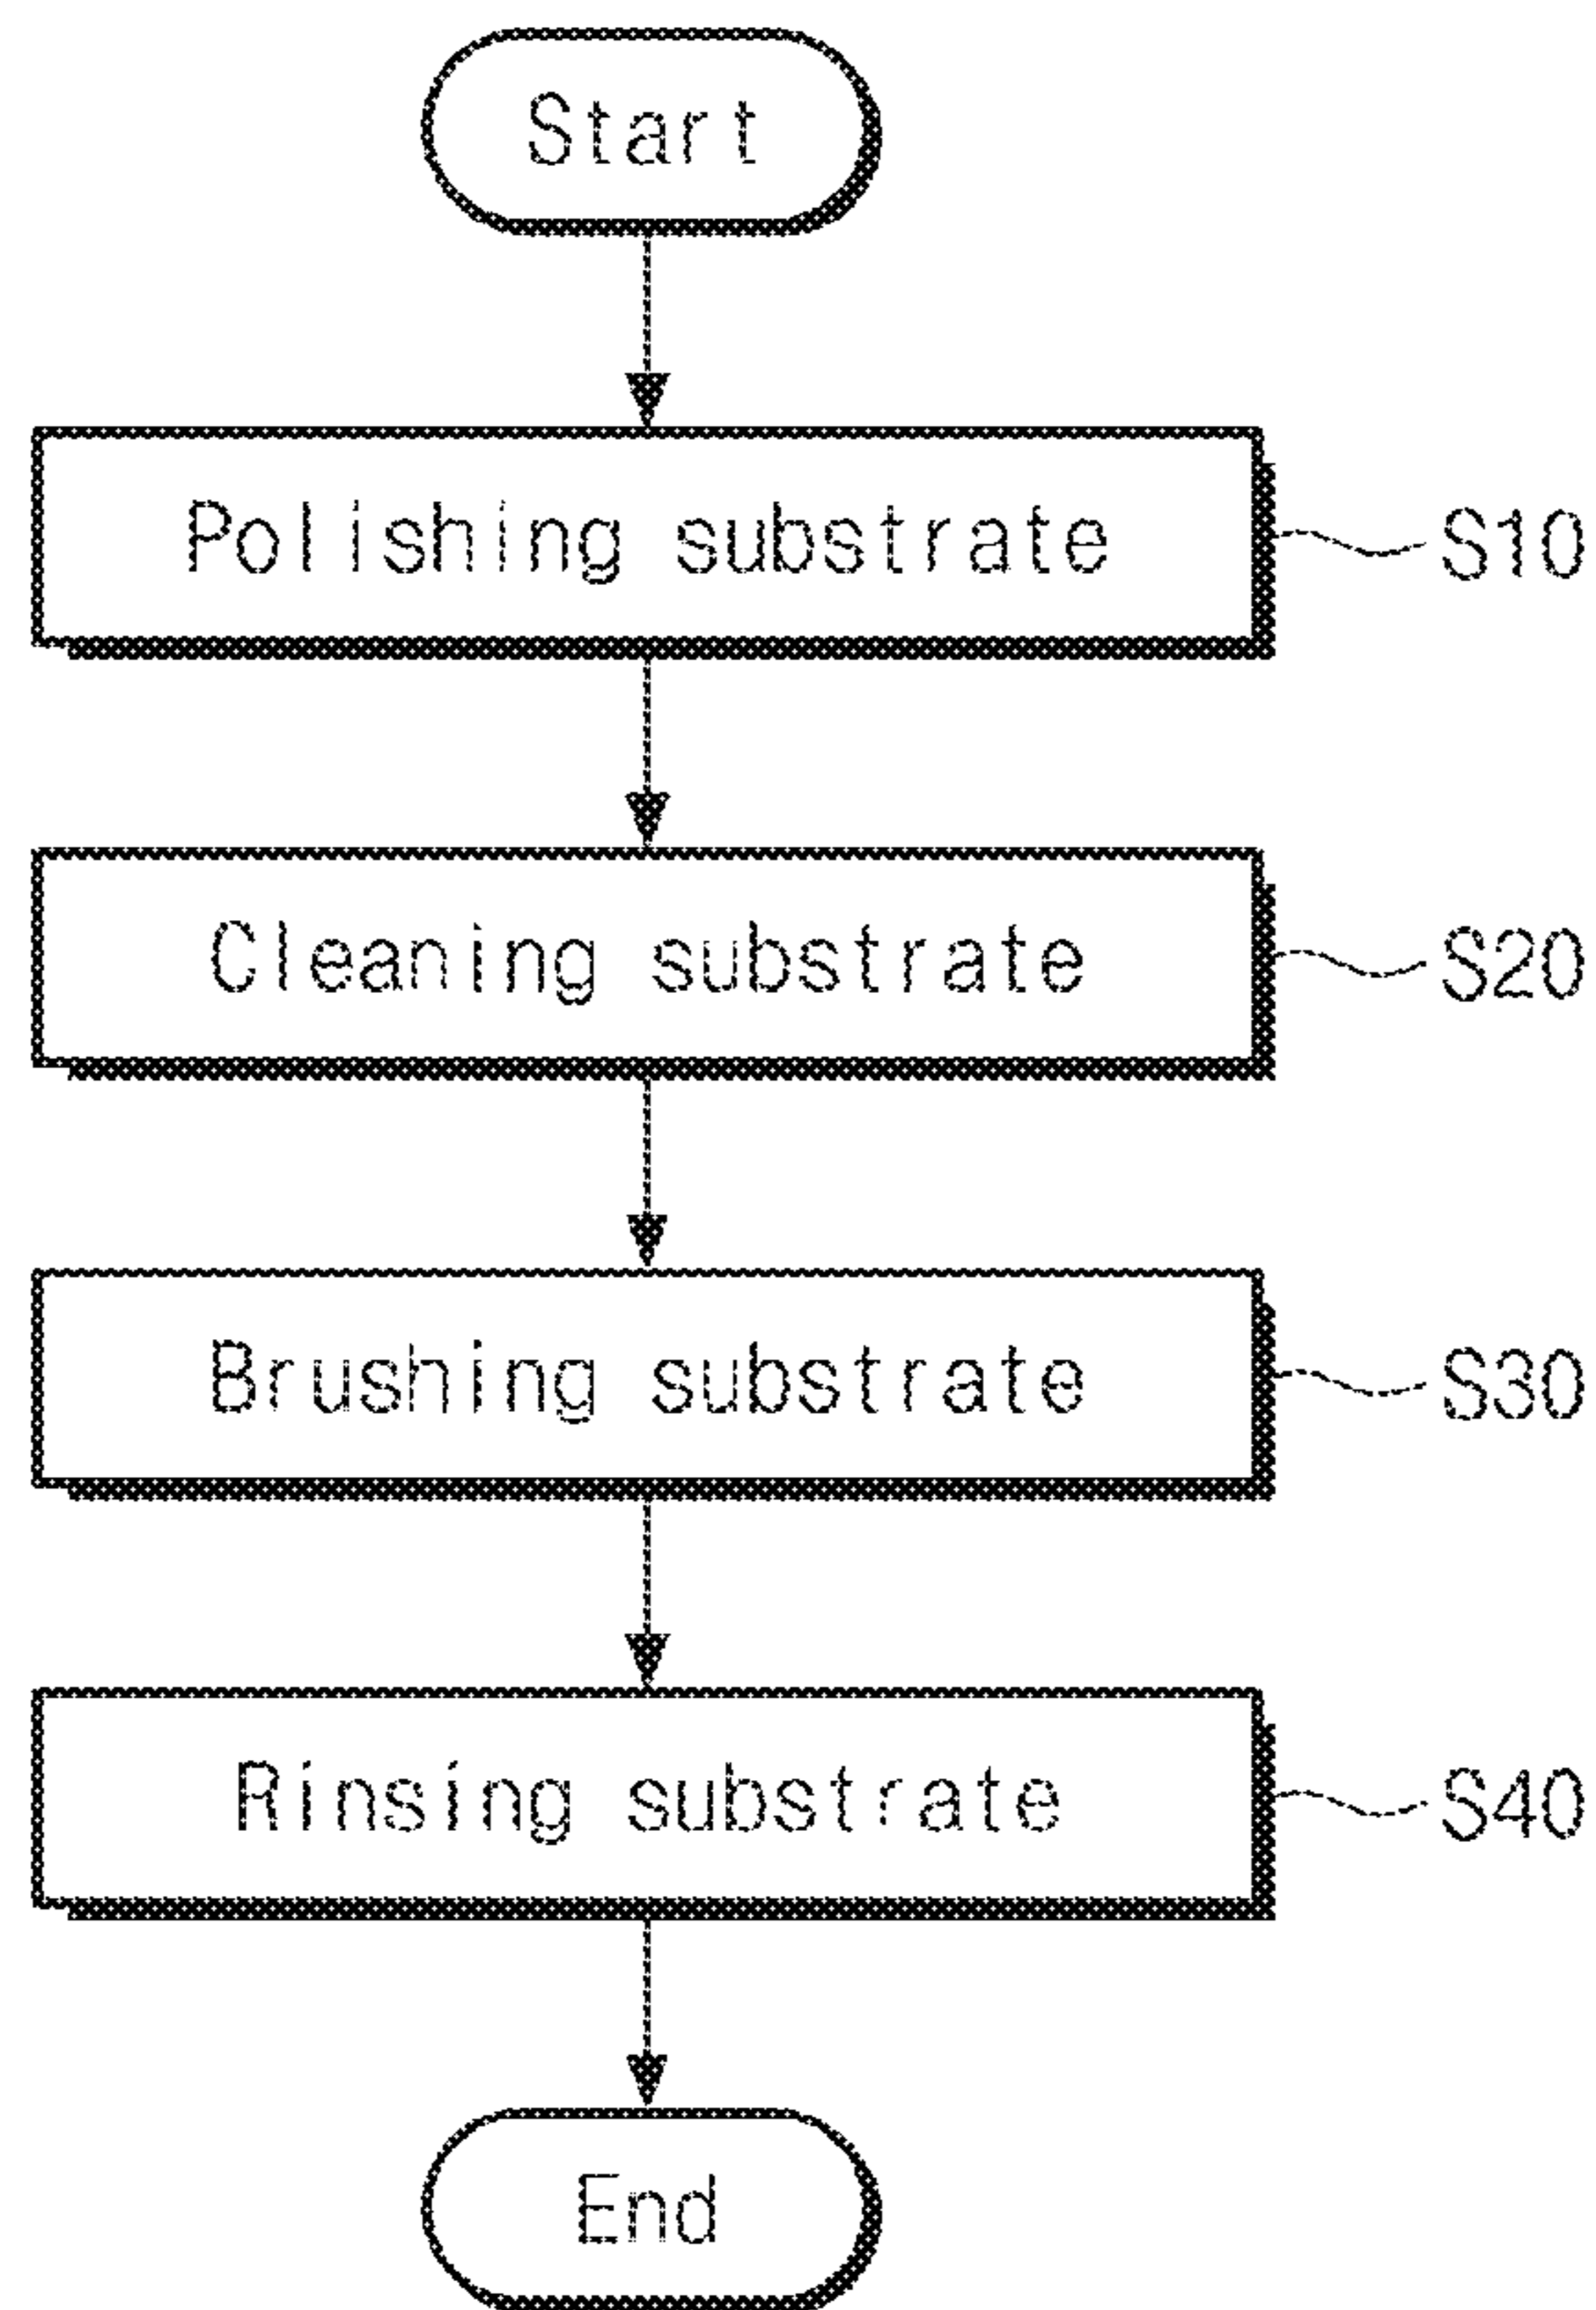 Start
Polishing substrate
S10
Cleaning substrate
S20
Brushing substrate
S30
Rinsing substrate
S40
End